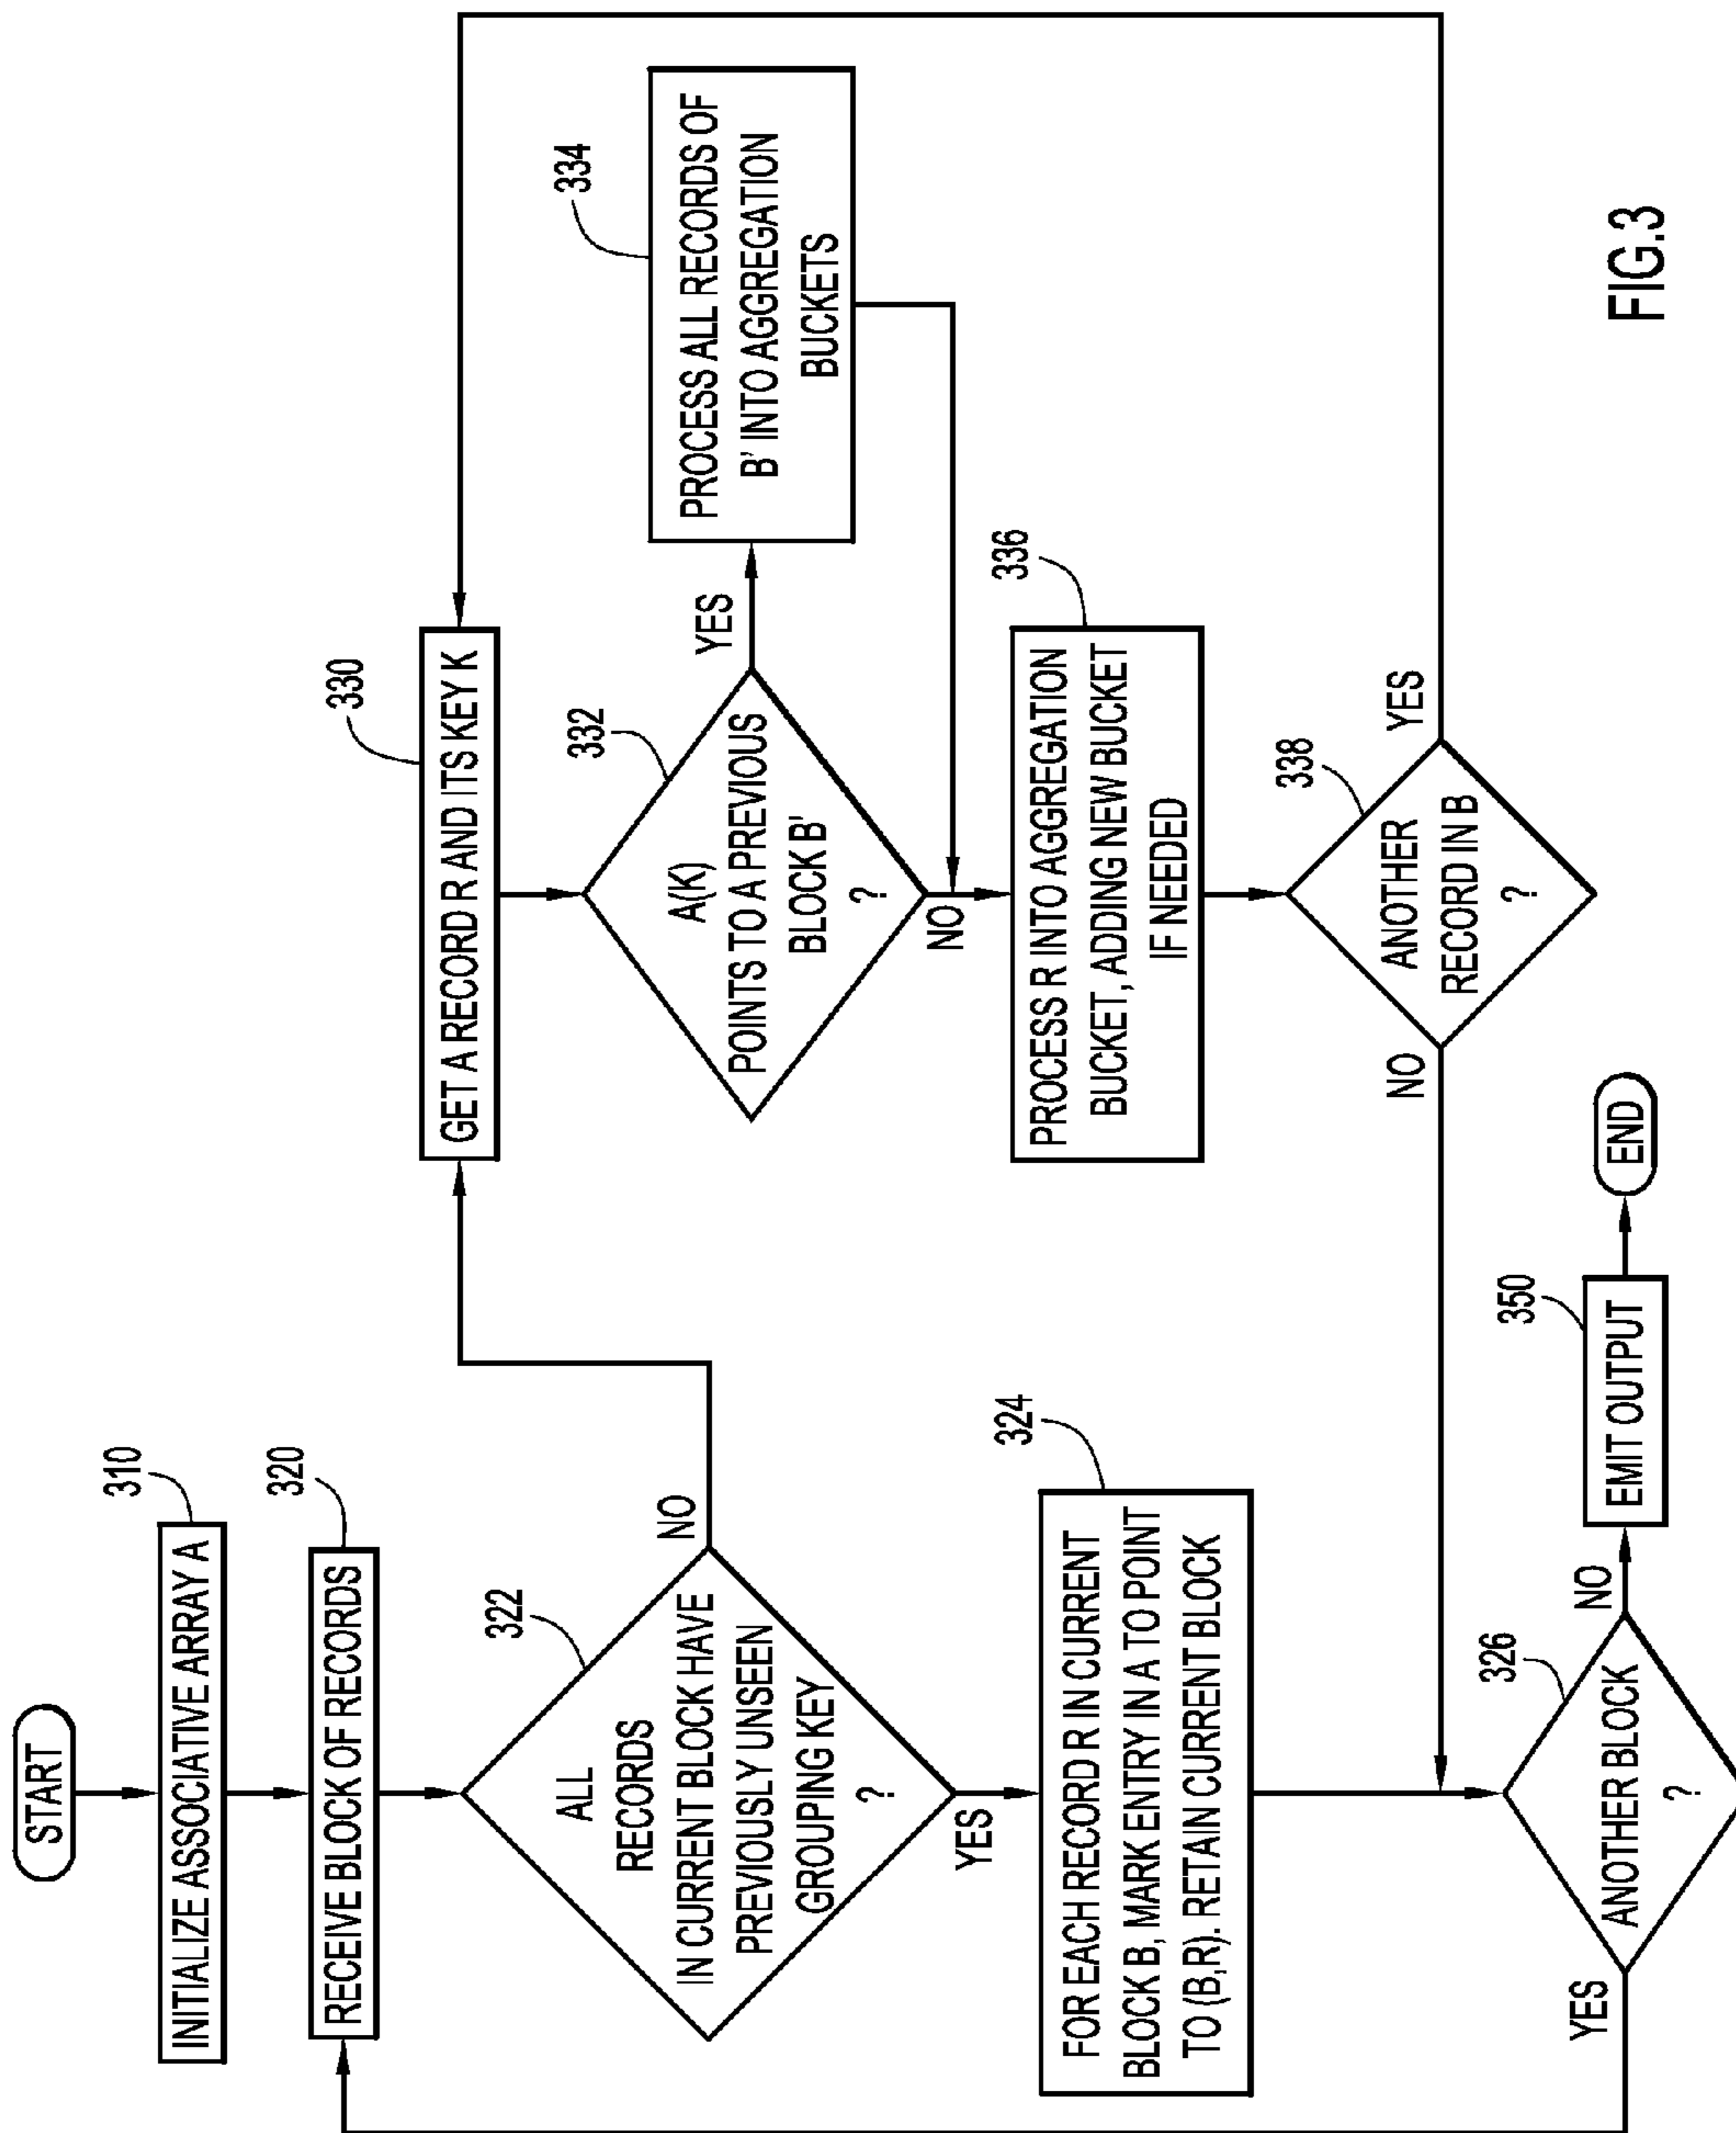 START
310
INITIALIZE ASSOCIATIVE ARRAY A
320
RECEIVE BLOCK OF RECORDS
322
ALL
RECORDS
IN CURRENT BLOCK HAVE
PREVIOUSLY UNSEEN
GROUPING KEY
?
NO
YES
324
FOR EACH RECORD R IN CURRENT
BLOCK B, MARK ENTRY IN A TO POINT
TO (B,R). RETAIN CURRENT BLOCK
326
ANOTHER BLOCK
?
YES
NO
350
EMIT OUTPUT
END
330
GET A RECORD R AND ITS KEY K
332
A(K)
POINTS TO A PREVIOUS
BLOCK B'
?
YES
NO
334
PROCESS ALL RECORDS OF
B' INTO AGGREGATION
BUCKETS
336
PROCESS R INTO AGGREGATION
BUCKET, ADDING NEW BUCKET
IF NEEDED
338
ANOTHER
RECORD IN B
?
NO
YES
FIG.3